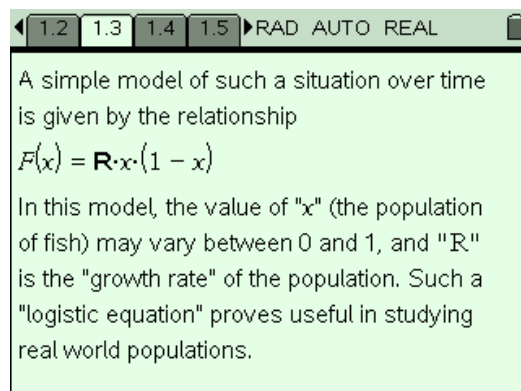 1.2 1.3 1.4 1.5 RAD AUTO REAL
A simple model of such a situation over time
is given by the relationship
F(x) = R·x·(1 − x)
In this model, the value of "x" (the population
of fish) may vary between 0 and 1, and "R"
is the "growth rate" of the population. Such a
"logistic equation" proves useful in studying
real world populations.